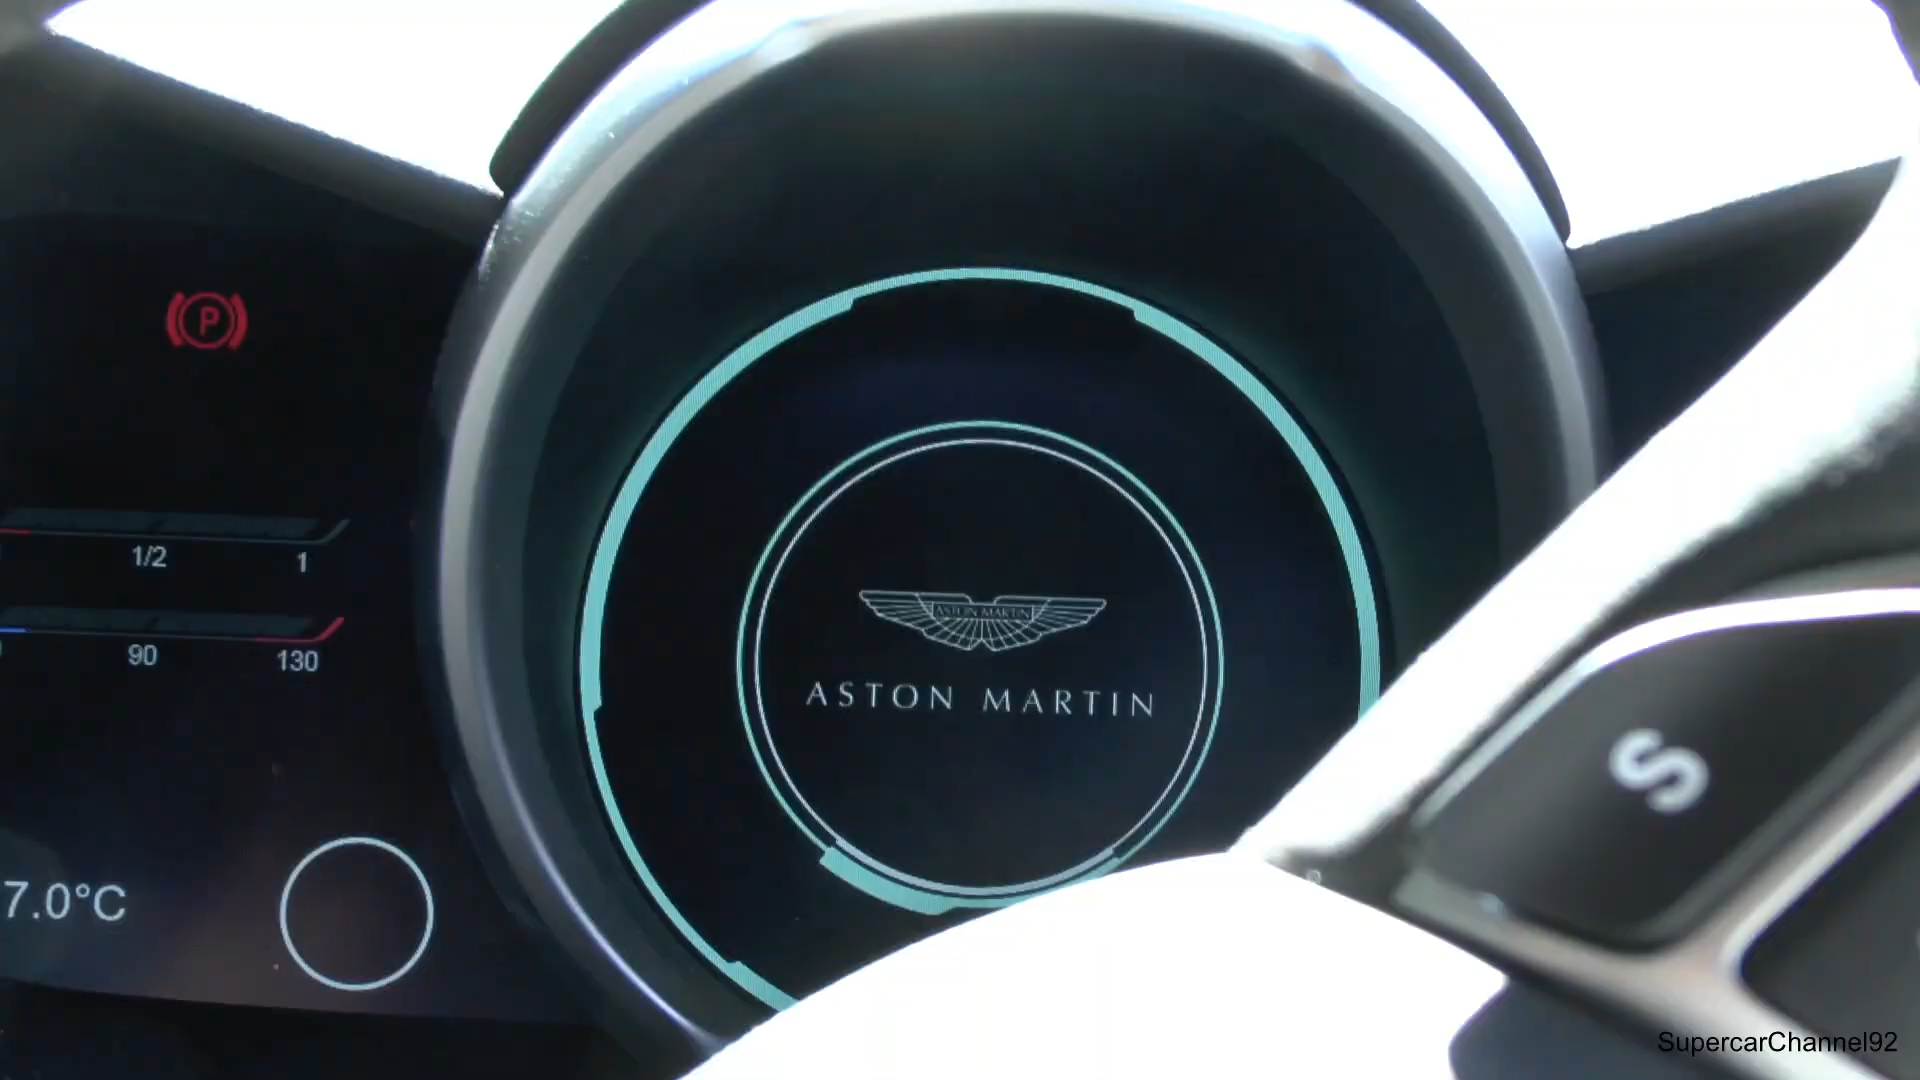 P
1/2 1
90 130
7.0°C
ASTON MARTIN
ASTON MARTIN
S
SupercarChannel92